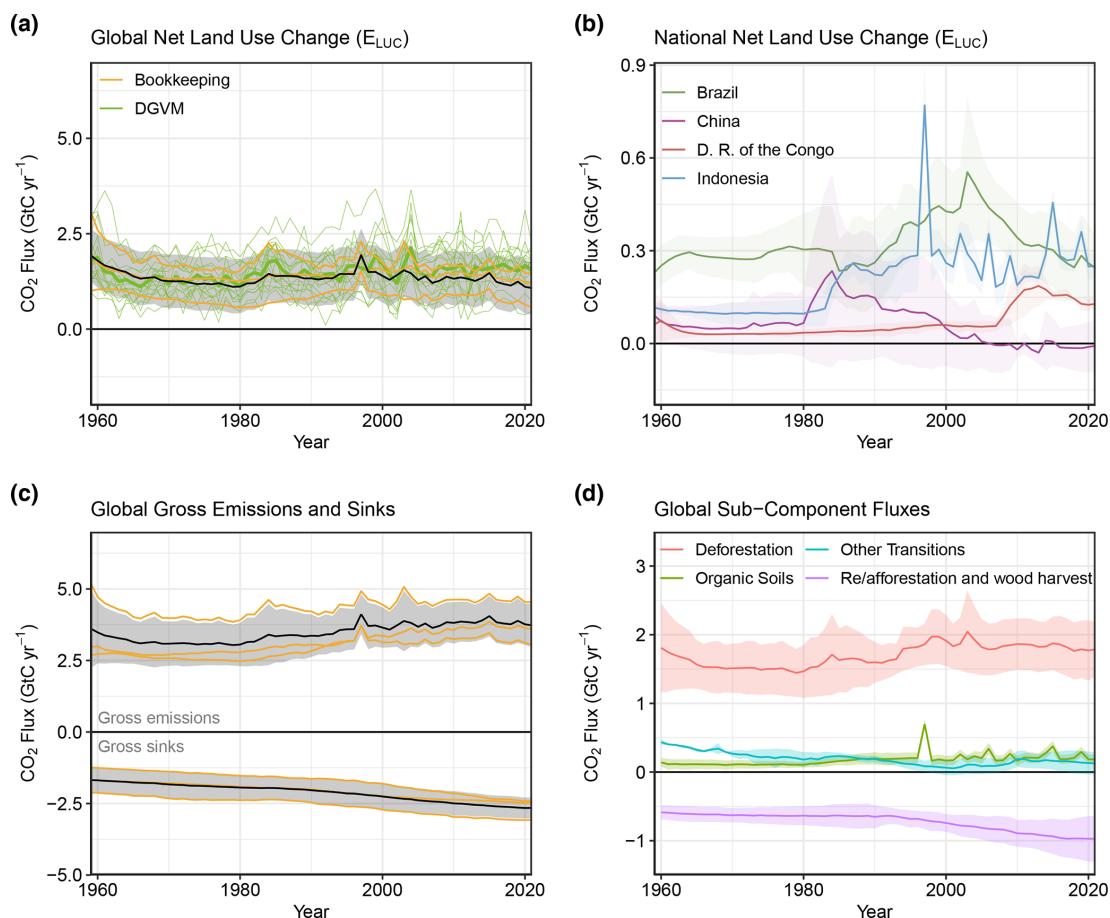 (a)
Global Net Land Use Change (E_LUC)
Bookkeeping
DGVM
CO₂ Flux (GtC yr⁻¹)
5.0
2.5
0.0
1960
1980
2000
2020
Year
(b)
National Net Land Use Change (E_LUC)
Brazil
China
D. R. of the Congo
Indonesia
CO₂ Flux (GtC yr⁻¹)
0.9
0.6
0.3
0.0
1960
1980
2000
2020
Year
(c)
Global Gross Emissions and Sinks
CO₂ Flux (GtC yr⁻¹)
5.0
2.5
0.0
−2.5
−5.0
Gross emissions
Gross sinks
1960
1980
2000
2020
Year
(d)
Global Sub−Component Fluxes
Deforestation
Other Transitions
Organic Soils
Re/afforestation and wood harvest
CO₂ Flux (GtC yr⁻¹)
3
2
1
0
−1
1960
1980
2000
2020
Year